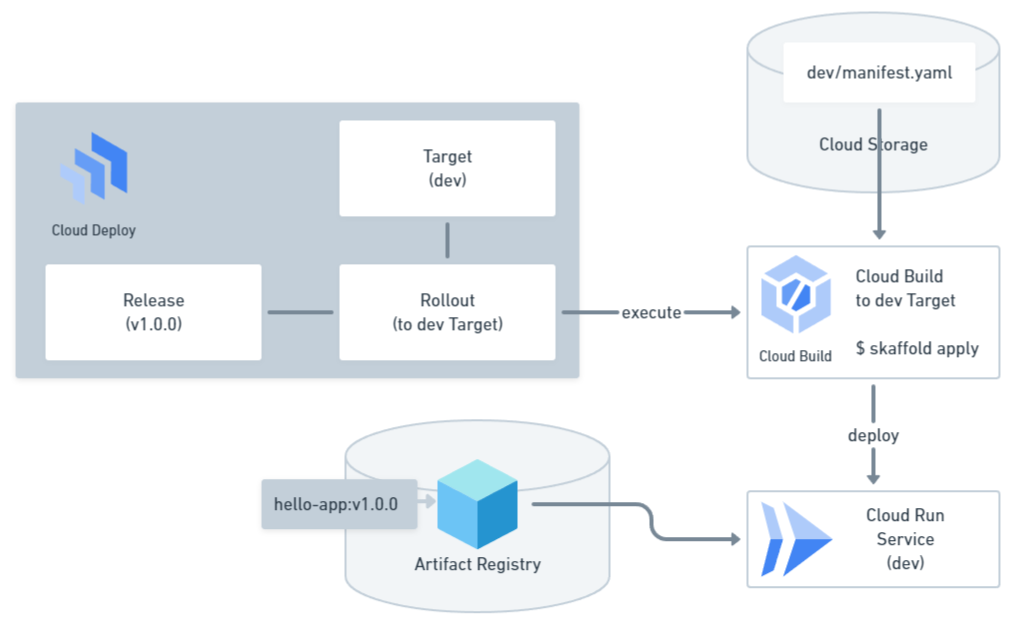 dev/manifest.yaml
Cloud Storage
Target
(dev)
Cloud Deploy
Release
(v1.0.0)
Rollout
(to dev Target)
execute
Cloud Build
to dev Target
$ skaffold apply
Cloud Build
deploy
hello-app:v1.0.0
Artifact Registry
Cloud Run
Service
(dev)